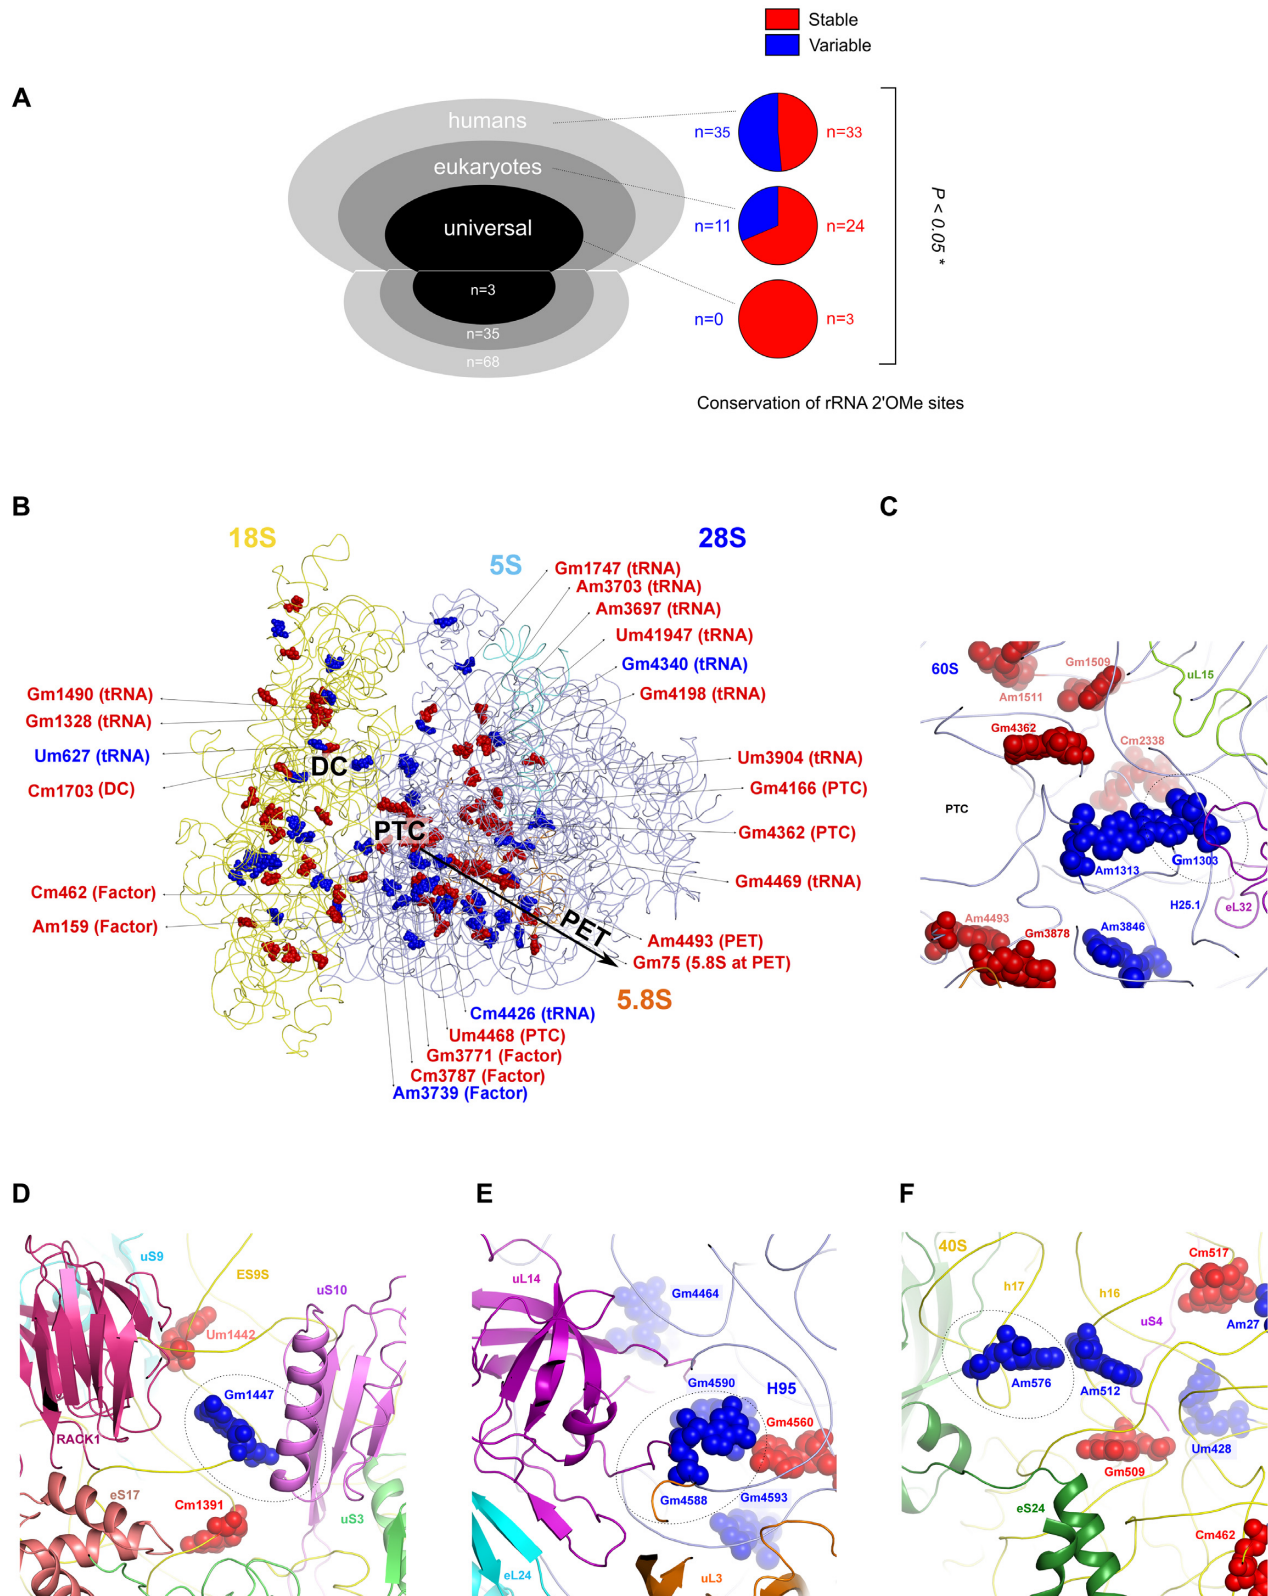 Stable
Variable
A
humans
eukaryotes
universal
n=3
n=35
n=68
n=35
n=33
n=11
n=24
n=0
n=3
P < 0.05 *
Conservation of rRNA 2'OMe sites
B
18S
5S
28S
Gm1747 (tRNA)
Am3703 (tRNA)
Am3697 (tRNA)
Um41947 (tRNA)
Gm4340 (tRNA)
Gm4198 (tRNA)
Um3904 (tRNA)
Gm4166 (PTC)
Gm4362 (PTC)
Gm4469 (tRNA)
Am4493 (PET)
Gm75 (5.8S at PET)
5.8S
Gm1490 (tRNA)
Gm1328 (tRNA)
Um627 (tRNA)
Cm1703 (DC)
Cm462 (Factor)
Am159 (Factor)
DC
PTC
PET
Cm4426 (tRNA)
Um4468 (PTC)
Gm3771 (Factor)
Cm3787 (Factor)
Am3739 (Factor)
C
60S
Gm1509
Am1511
uL15
Gm4362
Cm2338
PTC
Gm1303
Am1313
H25.1
eL32
Am4493
Gm3878
Am3846
D
uS9
ES9S
uS10
Um1442
Gm1447
RACK1
eS17
Cm1391
uS3
E
uL14
Gm4464
Gm4590
H95
Gm4560
Gm4588
Gm4593
eL24
uL3
F
40S
Cm517
h17
h16
uS4
Am27
Am576
Am512
Um428
Gm509
eS24
Cm462